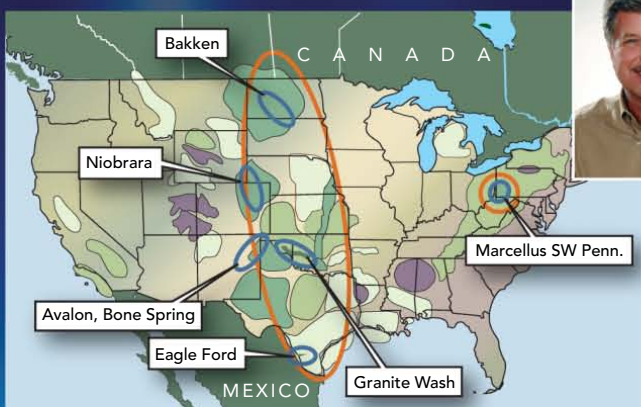 Bakken
CANADA
Niobrara
Marcellus SW Penn.
Avalon, Bone Spring
Eagle Ford
MEXICO
Granite Wash